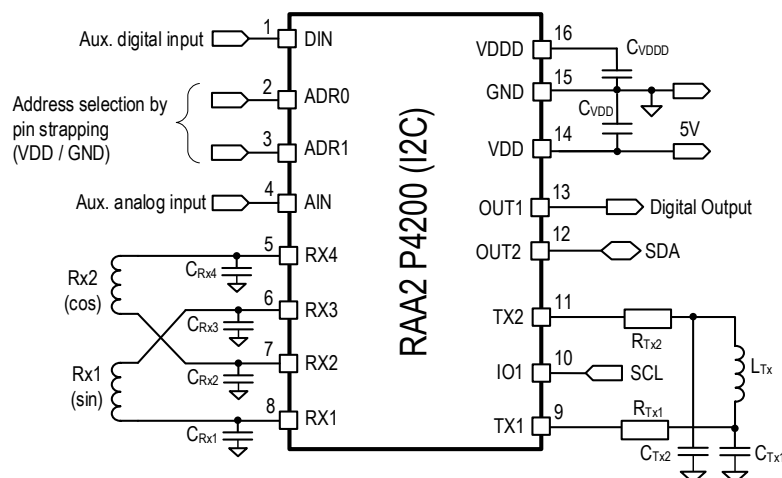 Aux. digital input
1
DIN
Address selection by
pin strapping
(VDD / GND)
2
ADR0
3
ADR1
Aux. analog input
4
AIN
Rx2
(cos)
CRx4
5
RX4
CRx3
6
RX3
Rx1
(sin)
CRx2
7
RX2
CRx1
8
RX1
RAA2 P4200 (I2C)
VDDD
16
CVDDD
GND
15
CVDD
VDD
14
5V
OUT1
13
Digital Output
OUT2
12
SDA
TX2
11
RTx2
LTx
IO1
10
SCL
TX1
9
RTx1
CTx2
CTx1